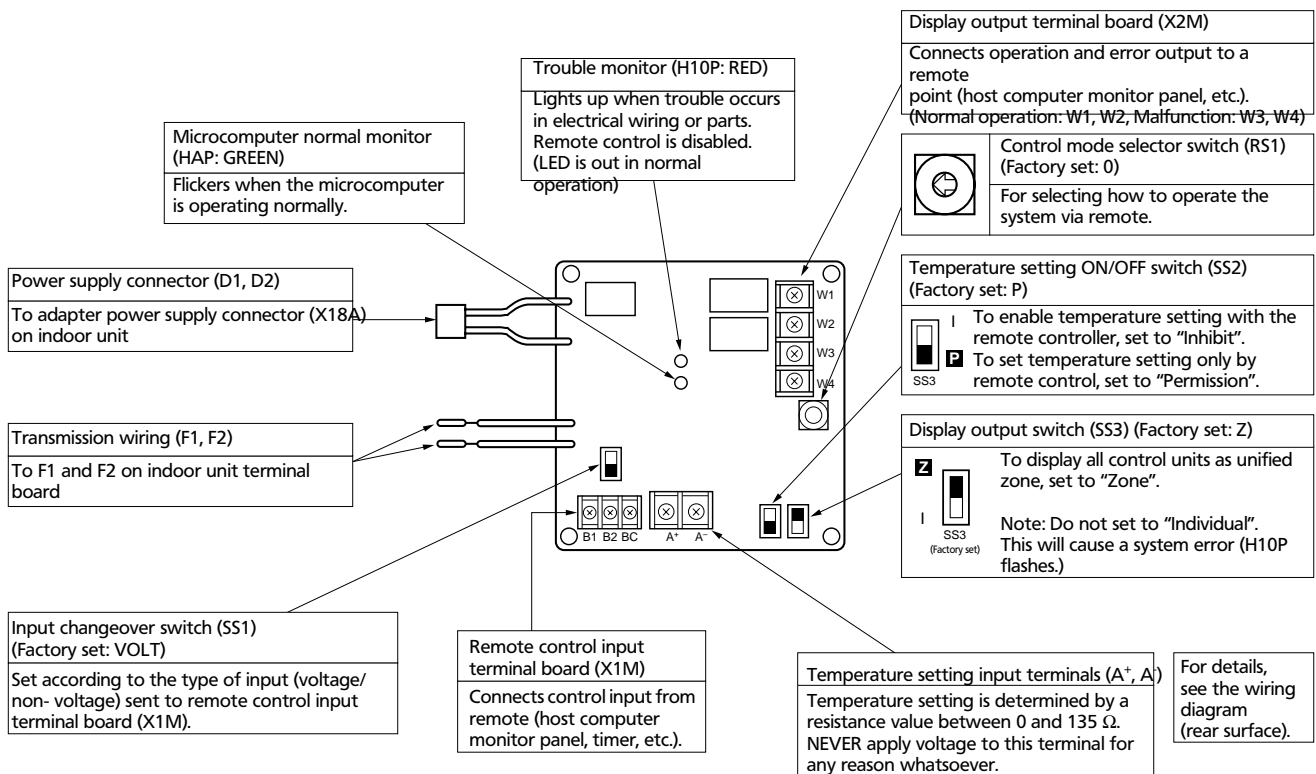 Display output terminal board (X2M)
Connects operation and error output to a
remote
point (host computer monitor panel, etc.).
(Normal operation: W1, W2, Malfunction: W3, W4)
Trouble monitor (H10P: RED)
Lights up when trouble occurs
in electrical wiring or parts.
Remote control is disabled.
(LED is out in normal
operation)
Microcomputer normal monitor
(HAP: GREEN)
Flickers when the microcomputer
is operating normally.
Control mode selector switch (RS1)
(Factory set: 0)
For selecting how to operate the
system via remote.
Power supply connector (D1, D2)
To adapter power supply connector (X18A)
on indoor unit
Temperature setting ON/OFF switch (SS2)
(Factory set: P)
I
P
SS3
To enable temperature setting with the
remote controller, set to “Inhibit”.
To set temperature setting only by
remote control, set to “Permission”.
W1
W2
W3
W4
Transmission wiring (F1, F2)
To F1 and F2 on indoor unit terminal
board
Display output switch (SS3) (Factory set: Z)
Z
I
SS3
(Factory set)
To display all control units as unified
zone, set to “Zone”.
Note: Do not set to “Individual”.
This will cause a system error (H10P
flashes.)
B1 B2 BC A+ A−
Input changeover switch (SS1)
(Factory set: VOLT)
Set according to the type of input (voltage/
non- voltage) sent to remote control input
terminal board (X1M).
Remote control input
terminal board (X1M)
Connects control input from
remote (host computer
monitor panel, timer, etc.).
Temperature setting input terminals (A+, A-)
Temperature setting is determined by a
resistance value between 0 and 135 Ω.
NEVER apply voltage to this terminal for
any reason whatsoever.
For details,
see the wiring
diagram
(rear surface).